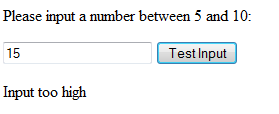 Please input a number between 5 and 10:
15 Test Input
Input too high